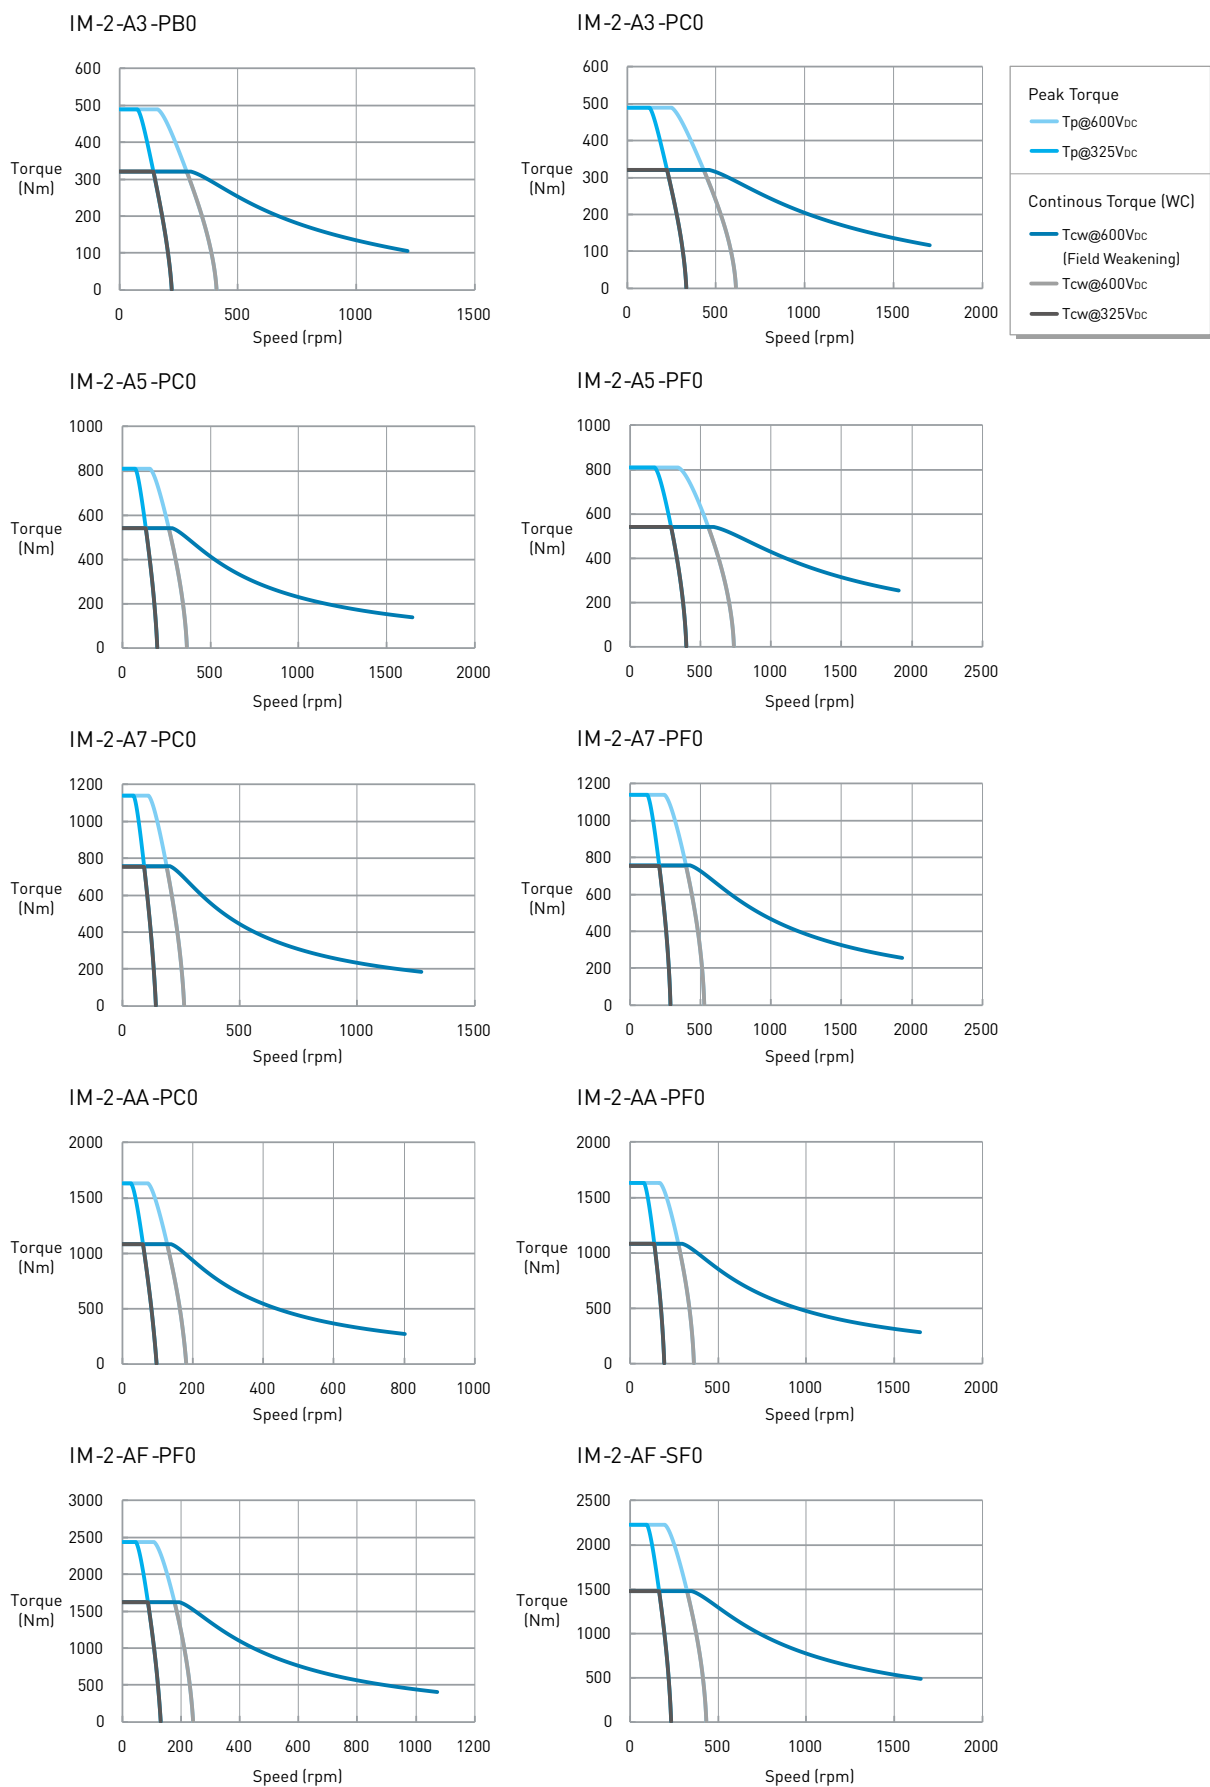 IM-2-A3-PB0
600
500
400
300
200
100
0
Torque
(Nm)
0 500 1000 1500
Speed (rpm)
IM-2-A3-PC0
600
500
400
300
200
100
0
Torque
(Nm)
0 500 1000 1500 2000
Speed (rpm)
Peak Torque
Tp@600VDC
Tp@325VDC
Continous Torque (WC)
Tcw@600VDC
(Field Weakening)
Tcw@600VDC
Tcw@325VDC
IM-2-A5-PC0
1000
800
600
400
200
0
Torque
(Nm)
0 500 1000 1500 2000
Speed (rpm)
IM-2-A5-PF0
1000
800
600
400
200
0
Torque
(Nm)
0 500 1000 1500 2000 2500
Speed (rpm)
IM-2-A7-PC0
1200
1000
800
600
400
200
0
Torque
(Nm)
0 500 1000 1500
Speed (rpm)
IM-2-A7-PF0
1200
1000
800
600
400
200
0
Torque
(Nm)
0 500 1000 1500 2000 2500
Speed (rpm)
IM-2-AA-PC0
2000
1500
1000
500
0
Torque
(Nm)
0 200 400 600 800 1000
Speed (rpm)
IM-2-AA-PF0
2000
1500
1000
500
0
Torque
(Nm)
0 500 1000 1500 2000
Speed (rpm)
IM-2-AF-PF0
3000
2500
2000
1500
1000
500
0
Torque
(Nm)
0 200 400 600 800 1000 1200
Speed (rpm)
IM-2-AF-SF0
2500
2000
1500
1000
500
0
Torque
(Nm)
0 500 1000 1500 2000
Speed (rpm)